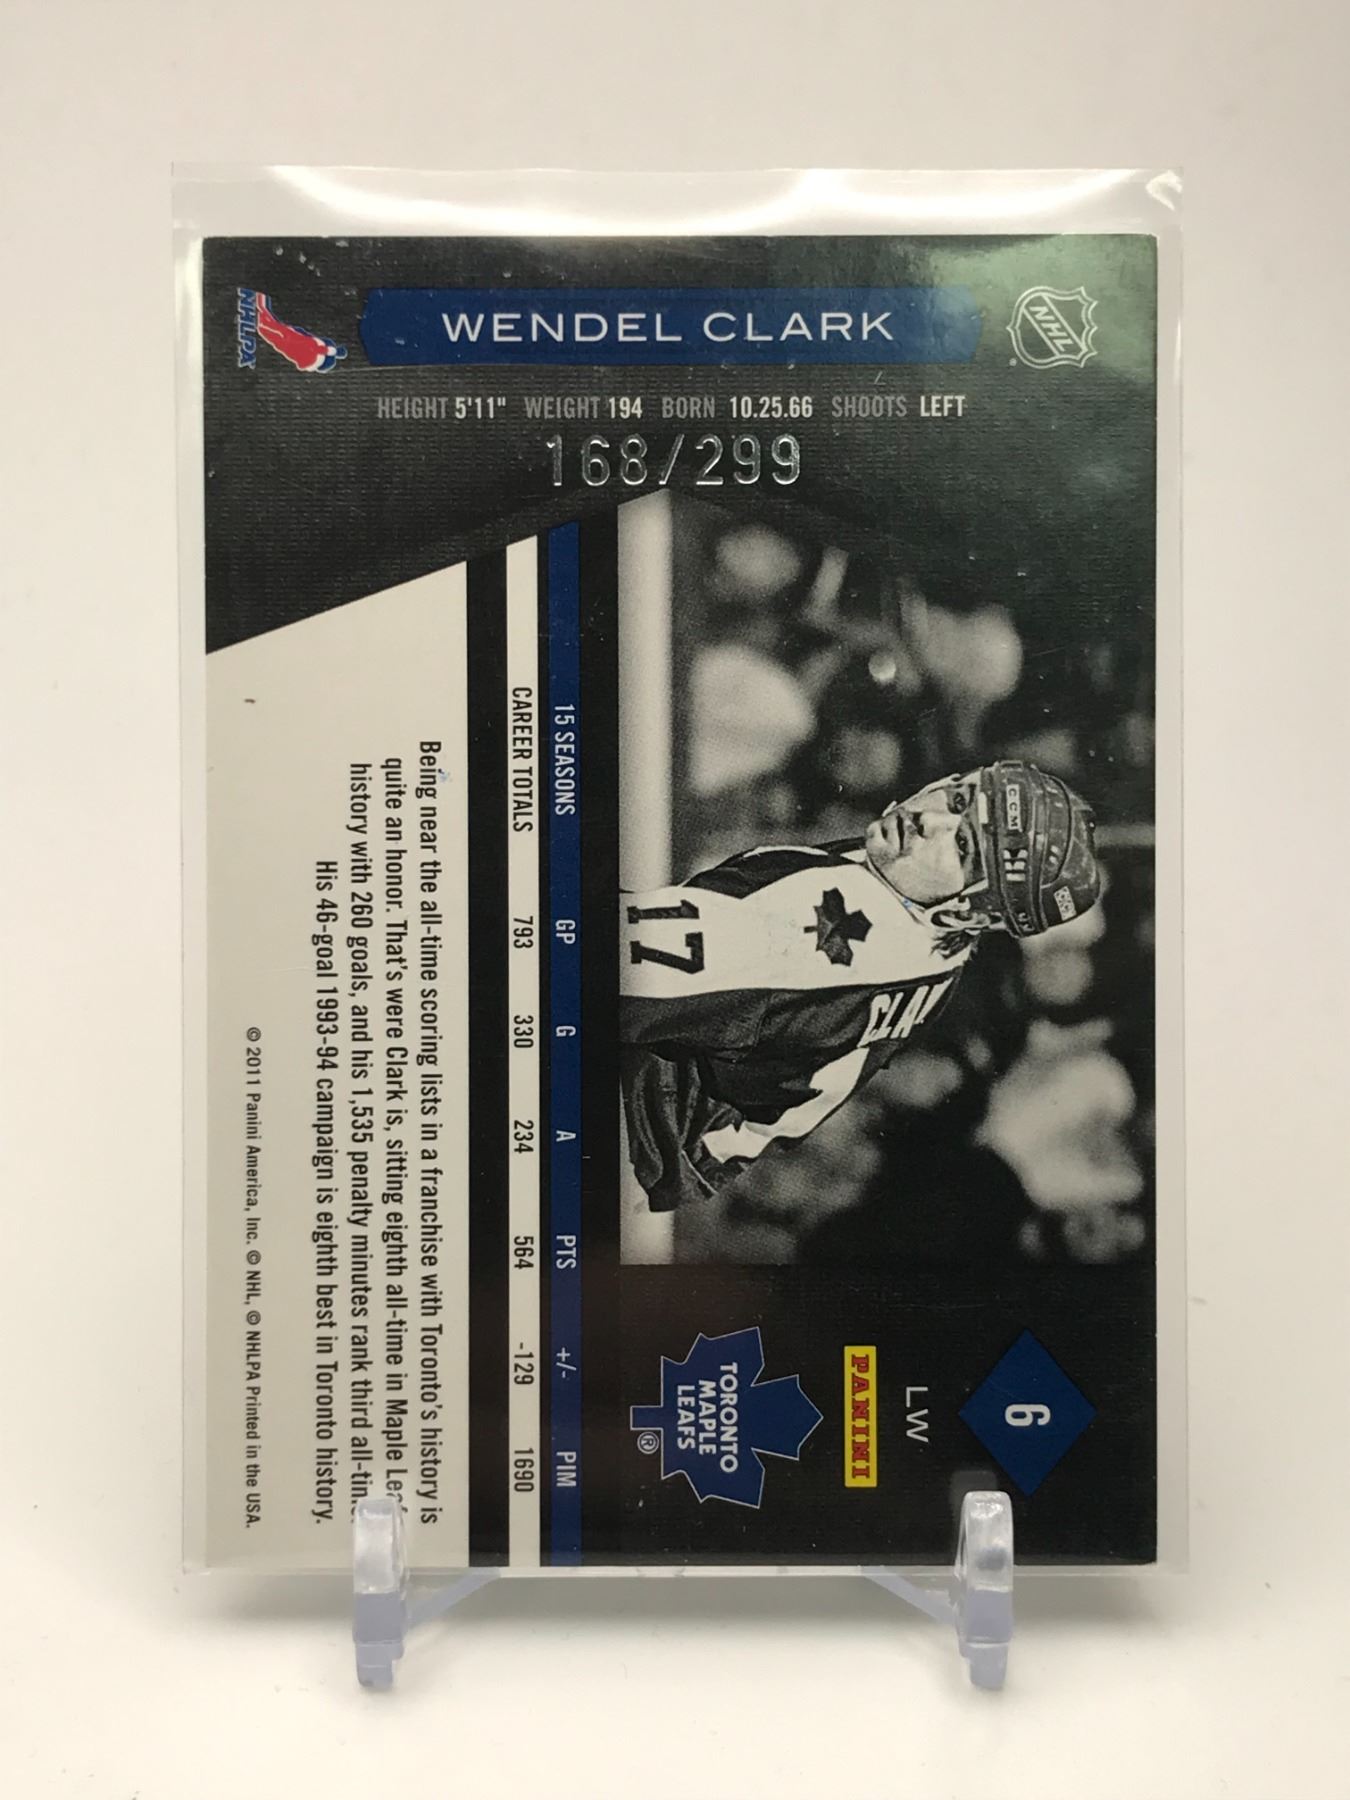 WENDEL CLARK
NHL
NHLPA
HEIGHT 5'11" WEIGHT 194 BORN 10.25.66 SHOOTS LEFT
168/299
6
LW
PANINI
TORONTO
MAPLE
LEAFS
®
CCM
17
15 SEASONS GP G A PTS +/- PIM
CAREER TOTALS 793 330 234 564 -129 1690
Being near the all-time scoring lists in a franchise with Toronto's history is
quite an honor. That's were Clark is, sitting eighth all-time in Maple
history with 260 goals, and his 1,535 penalty minutes rank third
His 46-goal 1993-94 campaign is eighth best in Toronto history.
© 2011 Panini America, Inc. © NHL, © NHLPA Printed in the USA.